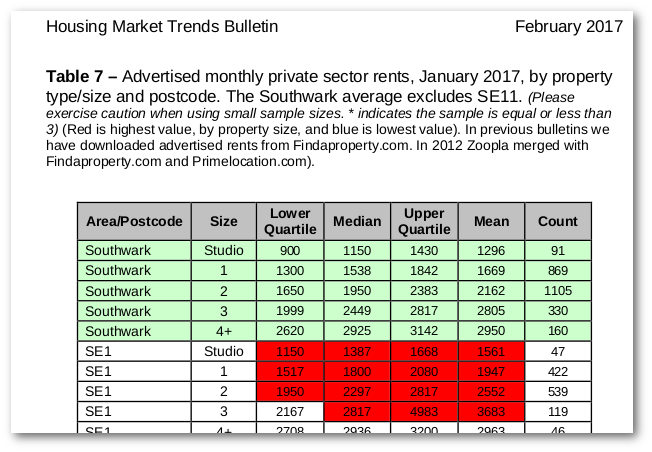 Housing Market Trends Bulletin February 2017
Table 7 – Advertised monthly private sector rents, January 2017, by property
type/size and postcode. The Southwark average excludes SE11. (Please
exercise caution when using small sample sizes. * indicates the sample is equal or less than
3) (Red is highest value, by property size, and blue is lowest value). In previous bulletins we
have downloaded advertised rents from Findaproperty.com. In 2012 Zoopla merged with
Findaproperty.com and Primelocation.com).
Area/Postcode Size Lower Quartile Median Upper Quartile Mean Count
Southwark Studio 900 1150 1430 1296 91
Southwark 1 1300 1538 1842 1669 869
Southwark 2 1650 1950 2383 2162 1105
Southwark 3 1999 2449 2817 2805 330
Southwark 4+ 2620 2925 3142 2950 160
SE1 Studio 1150 1387 1668 1561 47
SE1 1 1517 1800 2080 1947 422
SE1 2 1950 2297 2817 2552 539
SE1 3 2167 2817 4983 3683 119
SE1 4+ 2708 2936 3200 2963 46